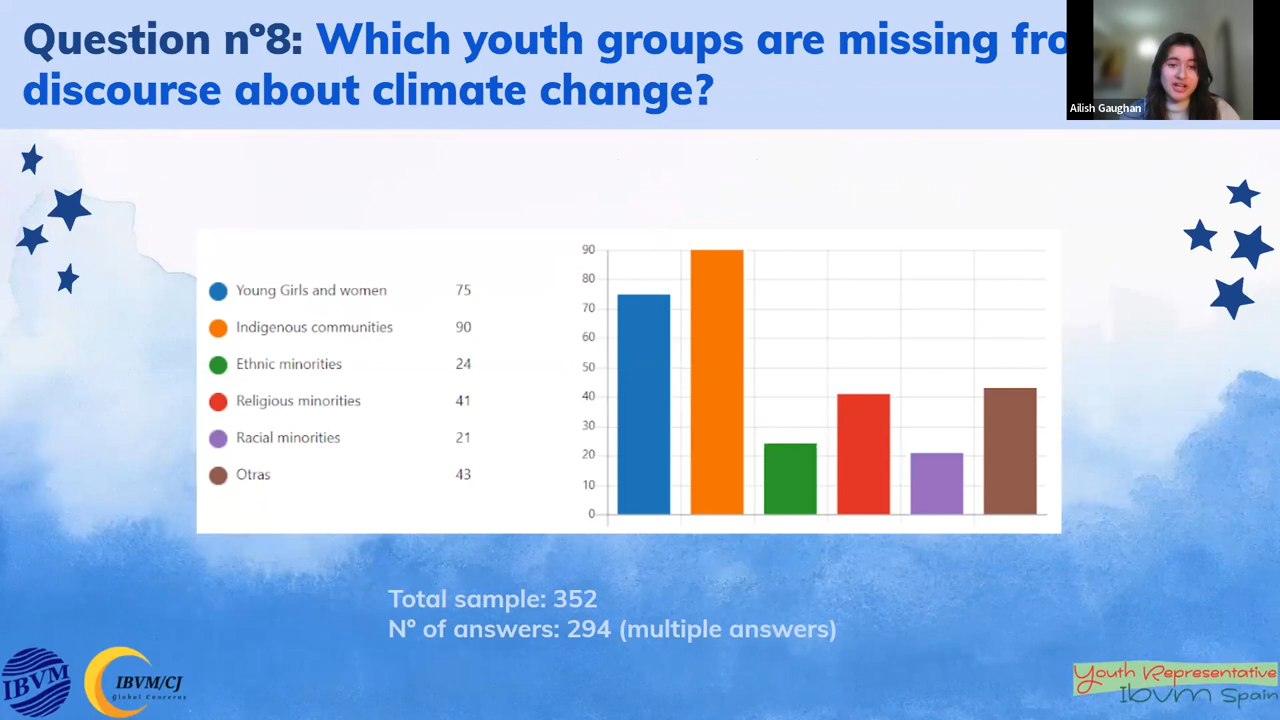 Question nº8: Which youth groups are missing fro
discourse about climate change?
Ailish Gaughan
Young Girls and women 75
Indigenous communities 90
Ethnic minorities 24
Religious minorities 41
Racial minorities 21
Otras 43
90
80
70
60
50
40
30
20
10
0
Total sample: 352
Nº of answers: 294 (multiple answers)
IBVM
IBVM/CJ
Global Concerns
Youth Representative
Ibvm Spain